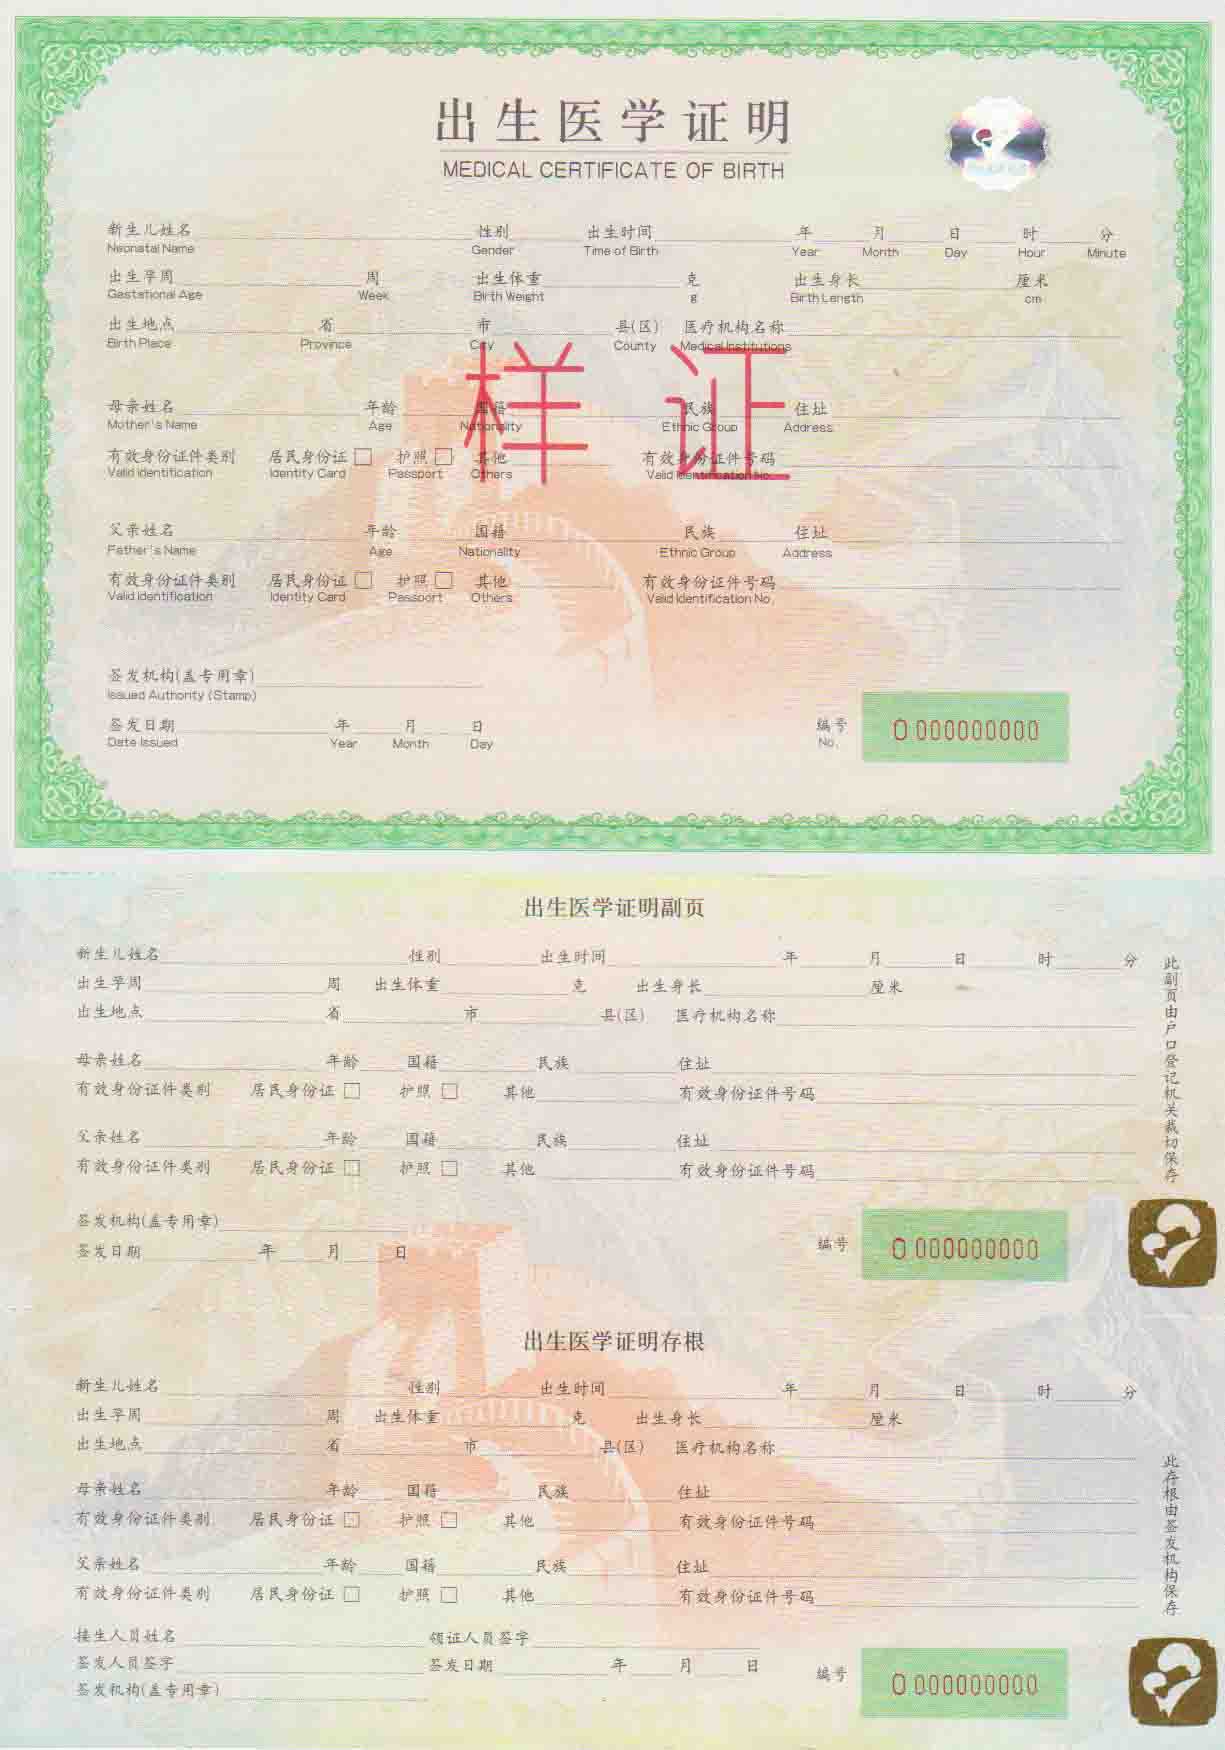 出生医学证明
MEDICAL CERTIFICATE OF BIRTH
新生儿姓名 性别 出生时间 年 月 日 时 分
Neonatal Name Gender Time of Birth Year Month Day Hour Minute
出生孕周 周 出生体重 克 出生身长 厘米
Gestational Age Week Birth Weight g Birth Length cm
出生地点 省 市 县(区) 医疗机构名称
Birth Place Province City County Medical Institutions
样证
母亲姓名 年龄 国籍 民族 住址
Mother's Name Age Nationality Ethnic Group Address
有效身份证件类别 居民身份证 □ 护照 □ 其他 有效身份证件号码
Valid Identification Identity Card Passport Others Valid Identification No.
父亲姓名 年龄 国籍 民族 住址
Father's Name Age Nationality Ethnic Group Address
有效身份证件类别 居民身份证 □ 护照 □ 其他 有效身份证件号码
Valid Identification Identity Card Passport Others Valid Identification No.
签发机构(盖专用章)
Issued Authority (Stamp)
签发日期 年 月 日 编号 O 000000000
Date Issued Year Month Day No.
出生医学证明副页
新生儿姓名 性别 出生时间 年 月 日 时 分
出生孕周 周 出生体重 克 出生身长 厘米
出生地点 省 市 县(区) 医疗机构名称
母亲姓名 年龄 国籍 民族 住址
有效身份证件类别 居民身份证 □ 护照 □ 其他 有效身份证件号码
父亲姓名 年龄 国籍 民族 住址
有效身份证件类别 居民身份证 □ 护照 □ 其他 有效身份证件号码
签发机构(盖专用章)
签发日期 年 月 日 编号 O 000000000
此副页由户口登记机关裁切保存
出生医学证明存根
新生儿姓名 性别 出生时间 年 月 日 时 分
出生孕周 周 出生体重 克 出生身长 厘米
出生地点 省 市 县(区) 医疗机构名称
母亲姓名 年龄 国籍 民族 住址
有效身份证件类别 居民身份证 □ 护照 □ 其他 有效身份证件号码
父亲姓名 年龄 国籍 民族 住址
有效身份证件类别 居民身份证 □ 护照 □ 其他 有效身份证件号码
接生人员姓名 领证人员签字
签发人员签字 签发日期 年 月 日 编号 O 000000000
签发机构(盖专用章)
此存根由签发机构保存